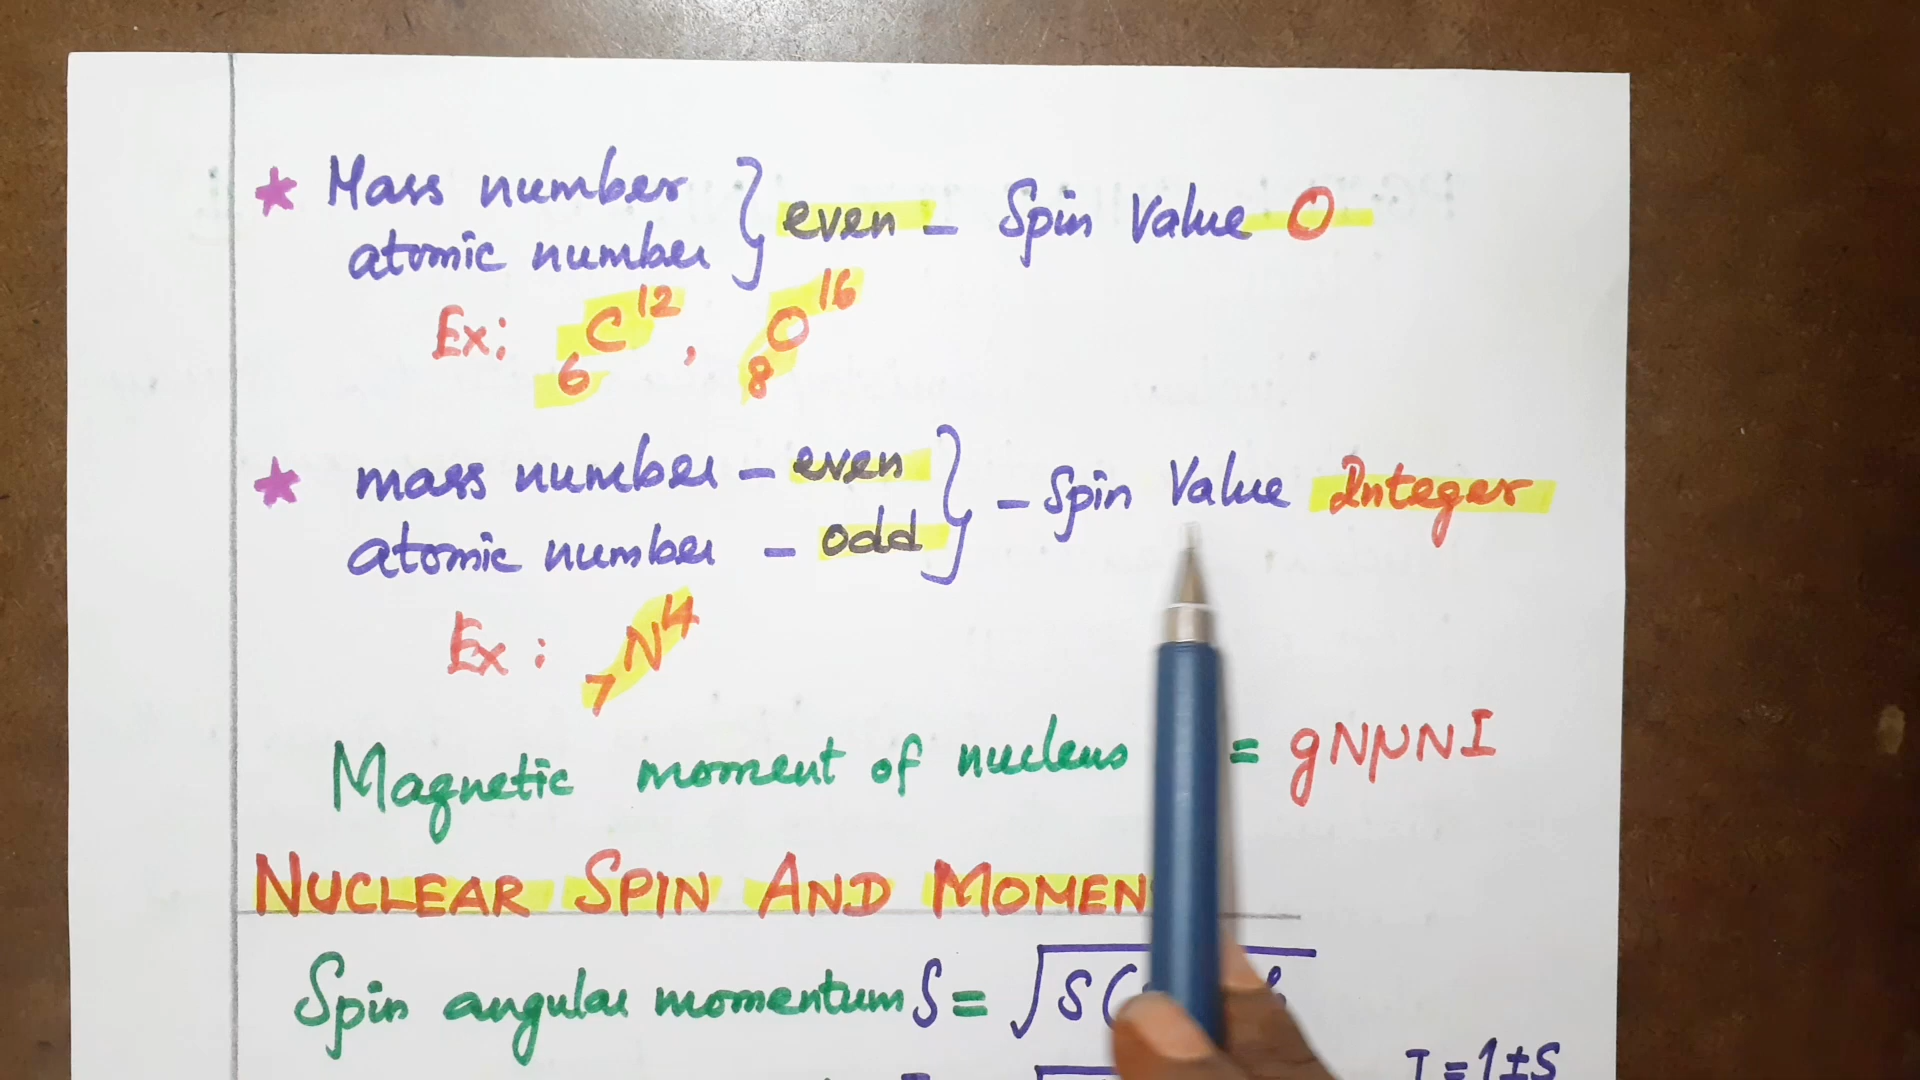 ★ Mass number
atomic number } even – Spin Value 0
Ex: 6C12, 8O16
★ mass number – even
atomic number – odd } – Spin Value Integer
Ex: 7N14
Magnetic moment of nucleus = gNμNI
NUCLEAR SPIN AND MOMEN
Spin angular momentum S = √S(
I = l±S